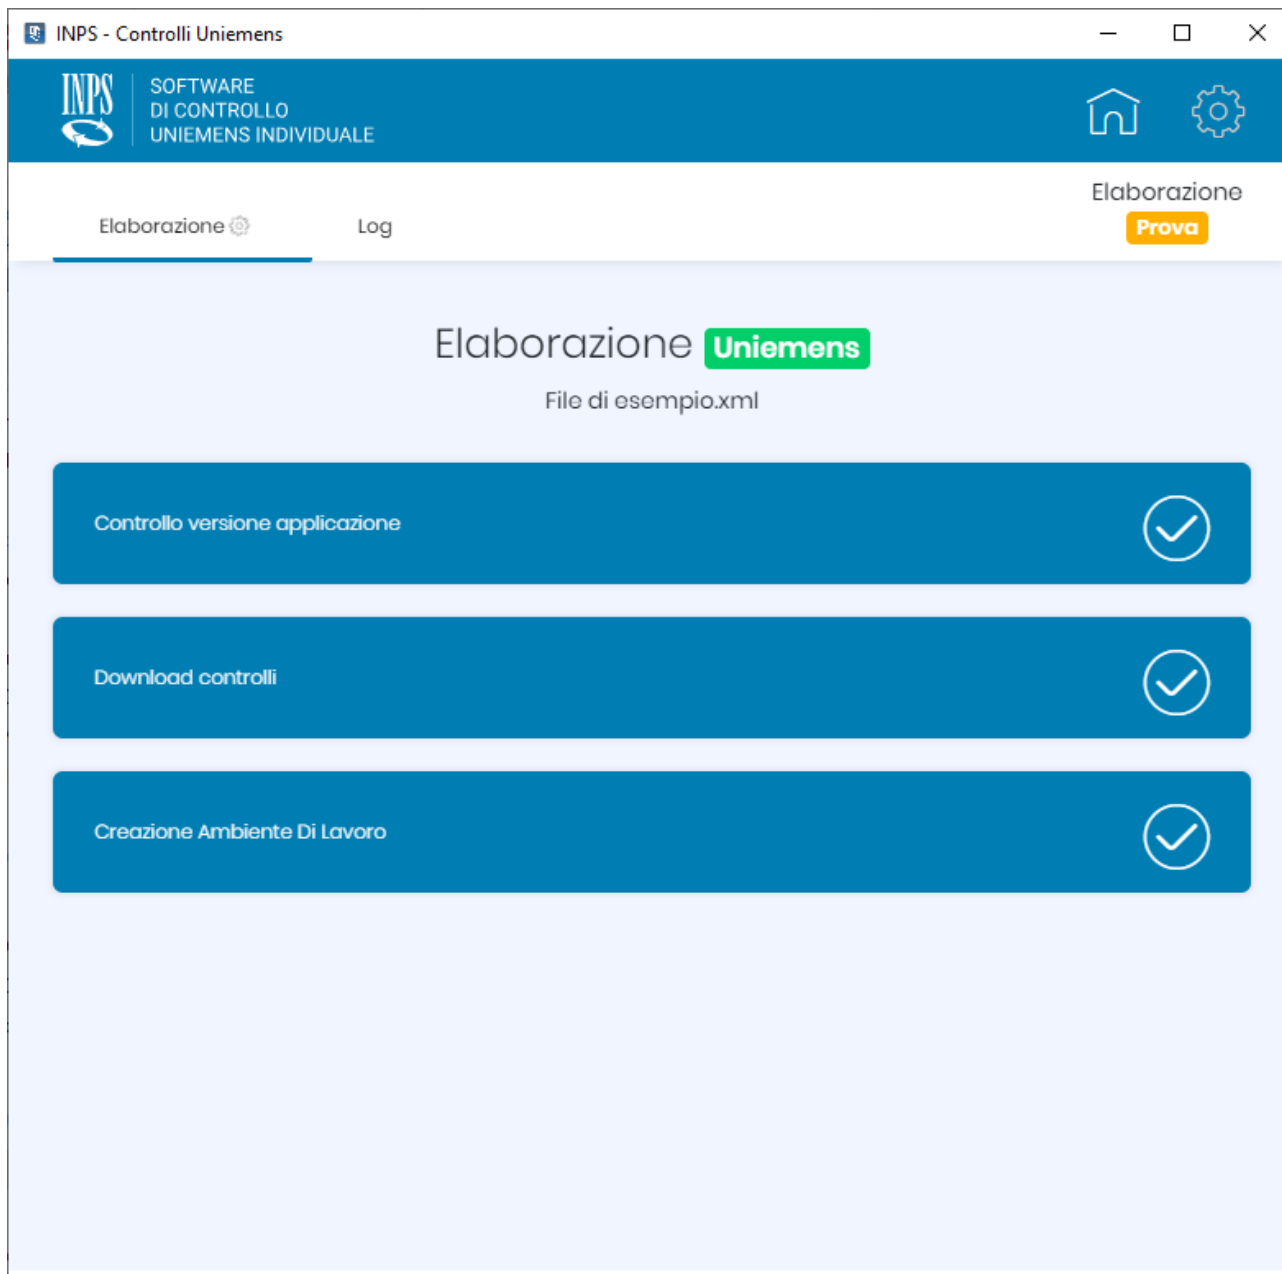 INPS - Controlli Uniemens
INPS
SOFTWARE
DI CONTROLLO
UNIEMENS INDIVIDUALE
Elaborazione
Log
Elaborazione
Prova
Elaborazione Uniemens
File di esempio.xml
Controllo versione applicazione
Download controlli
Creazione Ambiente Di Lavoro